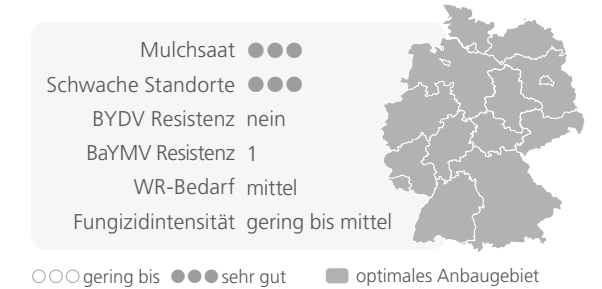 Mulchsaat ●●●
Schwache Standorte ●●●
BYDV Resistenz nein
BaYMV Resistenz 1
WR-Bedarf mittel
Fungizidintensität gering bis mittel
○○○ gering bis ●●● sehr gut optimales Anbaugebiet